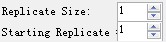 Replicate Size: 1
Starting Replicate : 1